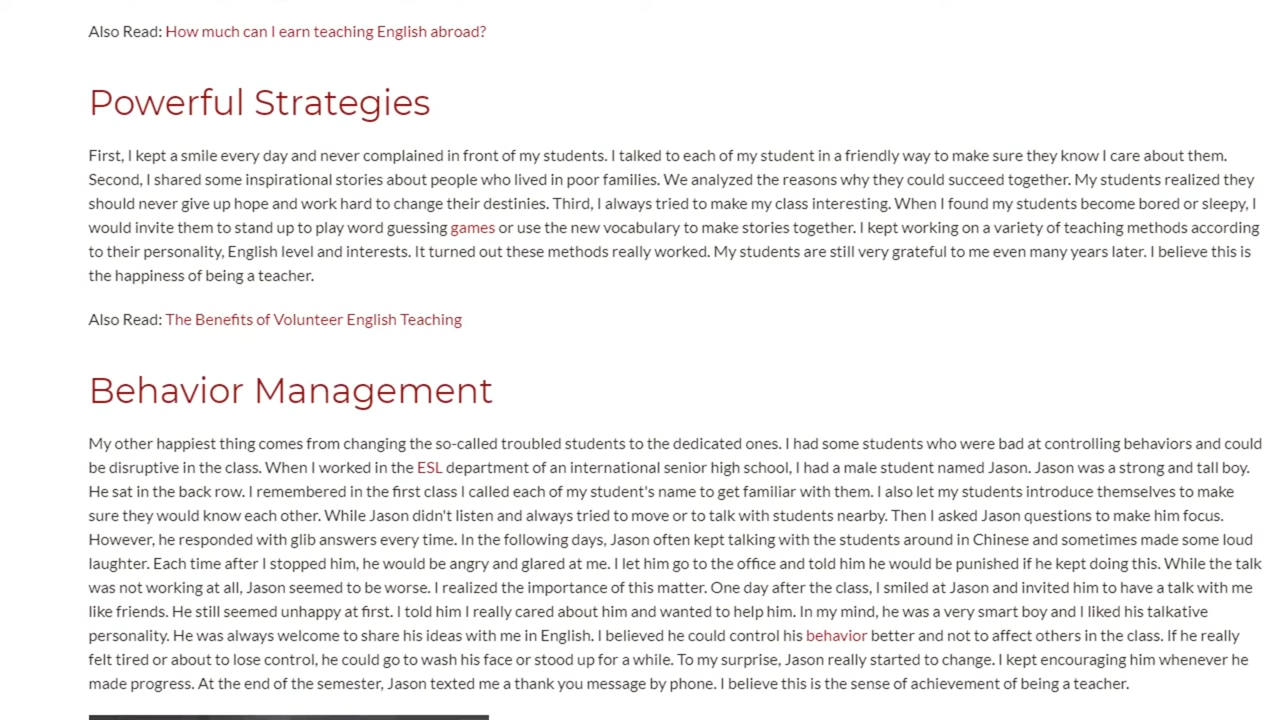 Also Read: How much can I earn teaching English abroad?
Powerful Strategies
First, I kept a smile every day and never complained in front of my students. I talked to each of my student in a friendly way to make sure they know I care about them.
Second, I shared some inspirational stories about people who lived in poor families. We analyzed the reasons why they could succeed together. My students realized they
should never give up hope and work hard to change their destinies. Third, I always tried to make my class interesting. When I found my students become bored or sleepy, I
would invite them to stand up to play word guessing games or use the new vocabulary to make stories together. I kept working on a variety of teaching methods according
to their personality, English level and interests. It turned out these methods really worked. My students are still very grateful to me even many years later. I believe this is
the happiness of being a teacher.
Also Read: The Benefits of Volunteer English Teaching
Behavior Management
My other happiest thing comes from changing the so-called troubled students to the dedicated ones. I had some students who were bad at controlling behaviors and could
be disruptive in the class. When I worked in the ESL department of an international senior high school, I had a male student named Jason. Jason was a strong and tall boy.
He sat in the back row. I remembered in the first class I called each of my student's name to get familiar with them. I also let my students introduce themselves to make
sure they would know each other. While Jason didn't listen and always tried to move or to talk with students nearby. Then I asked Jason questions to make him focus.
However, he responded with glib answers every time. In the following days, Jason often kept talking with the students around in Chinese and sometimes made some loud
laughter. Each time after I stopped him, he would be angry and glared at me. I let him go to the office and told him he would be punished if he kept doing this. While the talk
was not working at all, Jason seemed to be worse. I realized the importance of this matter. One day after the class, I smiled at Jason and invited him to have a talk with me
like friends. He still seemed unhappy at first. I told him I really cared about him and wanted to help him. In my mind, he was a very smart boy and I liked his talkative
personality. He was always welcome to share his ideas with me in English. I believed he could control his behavior better and not to affect others in the class. If he really
felt tired or about to lose control, he could go to wash his face or stood up for a while. To my surprise, Jason really started to change. I kept encouraging him whenever he
made progress. At the end of the semester, Jason texted me a thank you message by phone. I believe this is the sense of achievement of being a teacher.